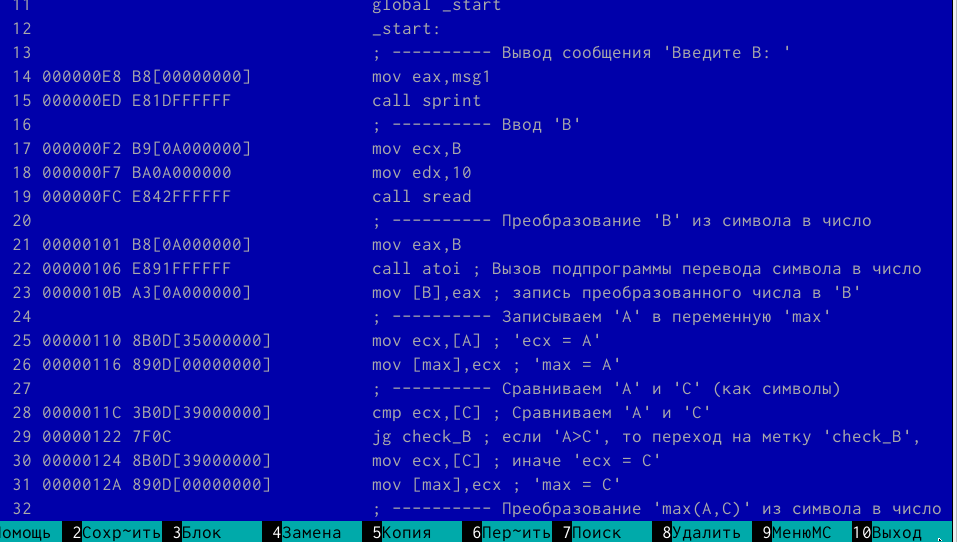 11 global _start
12 _start:
13 ; ---------- Вывод сообщения 'Введите B: '
14 000000E8 B8[00000000] mov eax,msg1
15 000000ED E81DFFFFFF call sprint
16 ; ---------- Ввод 'B'
17 000000F2 B9[0A000000] mov ecx,B
18 000000F7 BA0A000000 mov edx,10
19 000000FC E842FFFFFF call sread
20 ; ---------- Преобразование 'B' из символа в число
21 00000101 B8[0A000000] mov eax,B
22 00000106 E891FFFFFF call atoi ; Вызов подпрограммы перевода символа в число
23 0000010B A3[0A000000] mov [B],eax ; запись преобразованного числа в 'B'
24 ; ---------- Записываем 'A' в переменную 'max'
25 00000110 8B0D[35000000] mov ecx,[A] ; 'ecx = A'
26 00000116 890D[00000000] mov [max],ecx ; 'max = A'
27 ; ---------- Сравниваем 'A' и 'С' (как символы)
28 0000011C 3B0D[39000000] cmp ecx,[C] ; Сравниваем 'A' и 'С'
29 00000122 7F0C jg check_B ; если 'A>C', то переход на метку 'check_B',
30 00000124 8B0D[39000000] mov ecx,[C] ; иначе 'ecx = C'
31 0000012A 890D[00000000] mov [max],ecx ; 'max = C'
32 ; ---------- Преобразование 'max(A,C)' из символа в число
Помощь 2Сохр~ить 3Блок 4Замена 5Копия 6Пер~ить 7Поиск 8Удалить 9МенюMC 10Выход